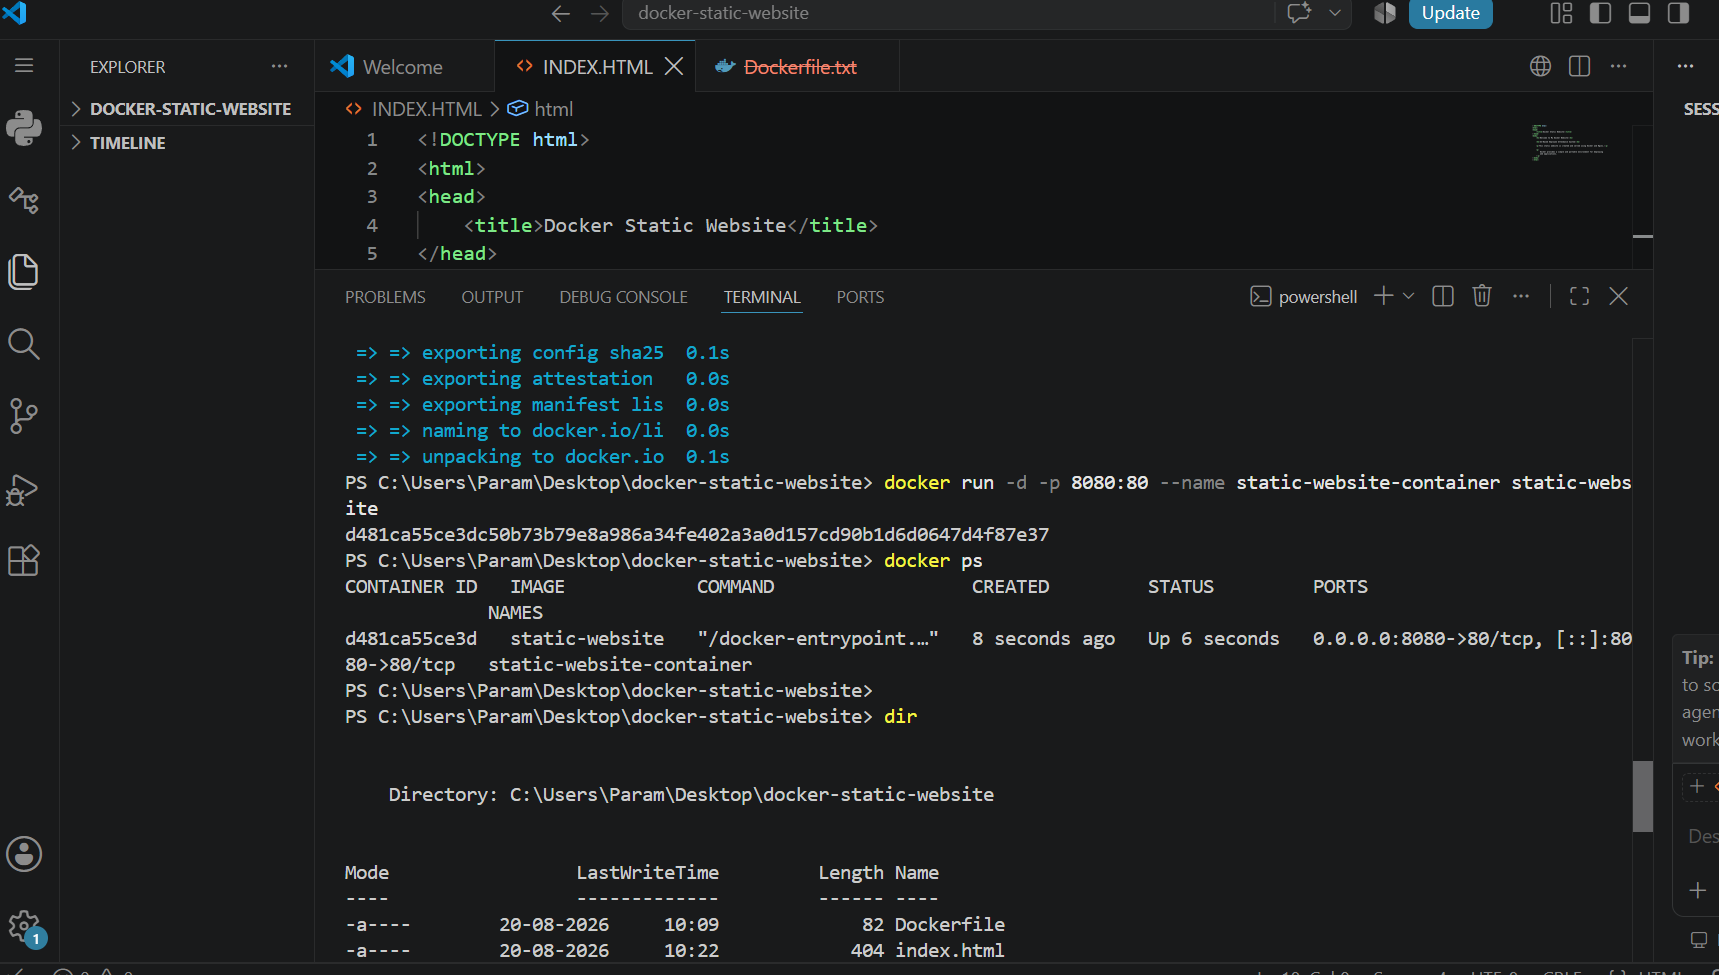 docker-static-website
Update
EXPLORER
DOCKER-STATIC-WEBSITE
TIMELINE
Welcome
INDEX.HTML
Dockerfile.txt
INDEX.HTML > html
1 <!DOCTYPE html>
2 <html>
3 <head>
4 <title>Docker Static Website</title>
5 </head>
PROBLEMS OUTPUT DEBUG CONSOLE TERMINAL PORTS
powershell
=> => exporting config sha25 0.1s
=> => exporting attestation 0.0s
=> => exporting manifest lis 0.0s
=> => naming to docker.io/li 0.0s
=> => unpacking to docker.io 0.1s
PS C:\Users\Param\Desktop\docker-static-website> docker run -d -p 8080:80 --name static-website-container static-webs
ite
d481ca55ce3dc50b73b79e8a986a34fe402a3a0d157cd90b1d6d0647d4f87e37
PS C:\Users\Param\Desktop\docker-static-website> docker ps
CONTAINER ID IMAGE COMMAND CREATED STATUS PORTS
NAMES
d481ca55ce3d static-website "/docker-entrypoint.…" 8 seconds ago Up 6 seconds 0.0.0.0:8080->80/tcp, [::]:80
80->80/tcp static-website-container
PS C:\Users\Param\Desktop\docker-static-website>
PS C:\Users\Param\Desktop\docker-static-website> dir
Directory: C:\Users\Param\Desktop\docker-static-website
Mode LastWriteTime Length Name
---- ------------- ------ ----
-a---- 20-08-2026 10:09 82 Dockerfile
-a---- 20-08-2026 10:22 404 index.html
SESS
Tip:
to sc
agen
work
Des
1